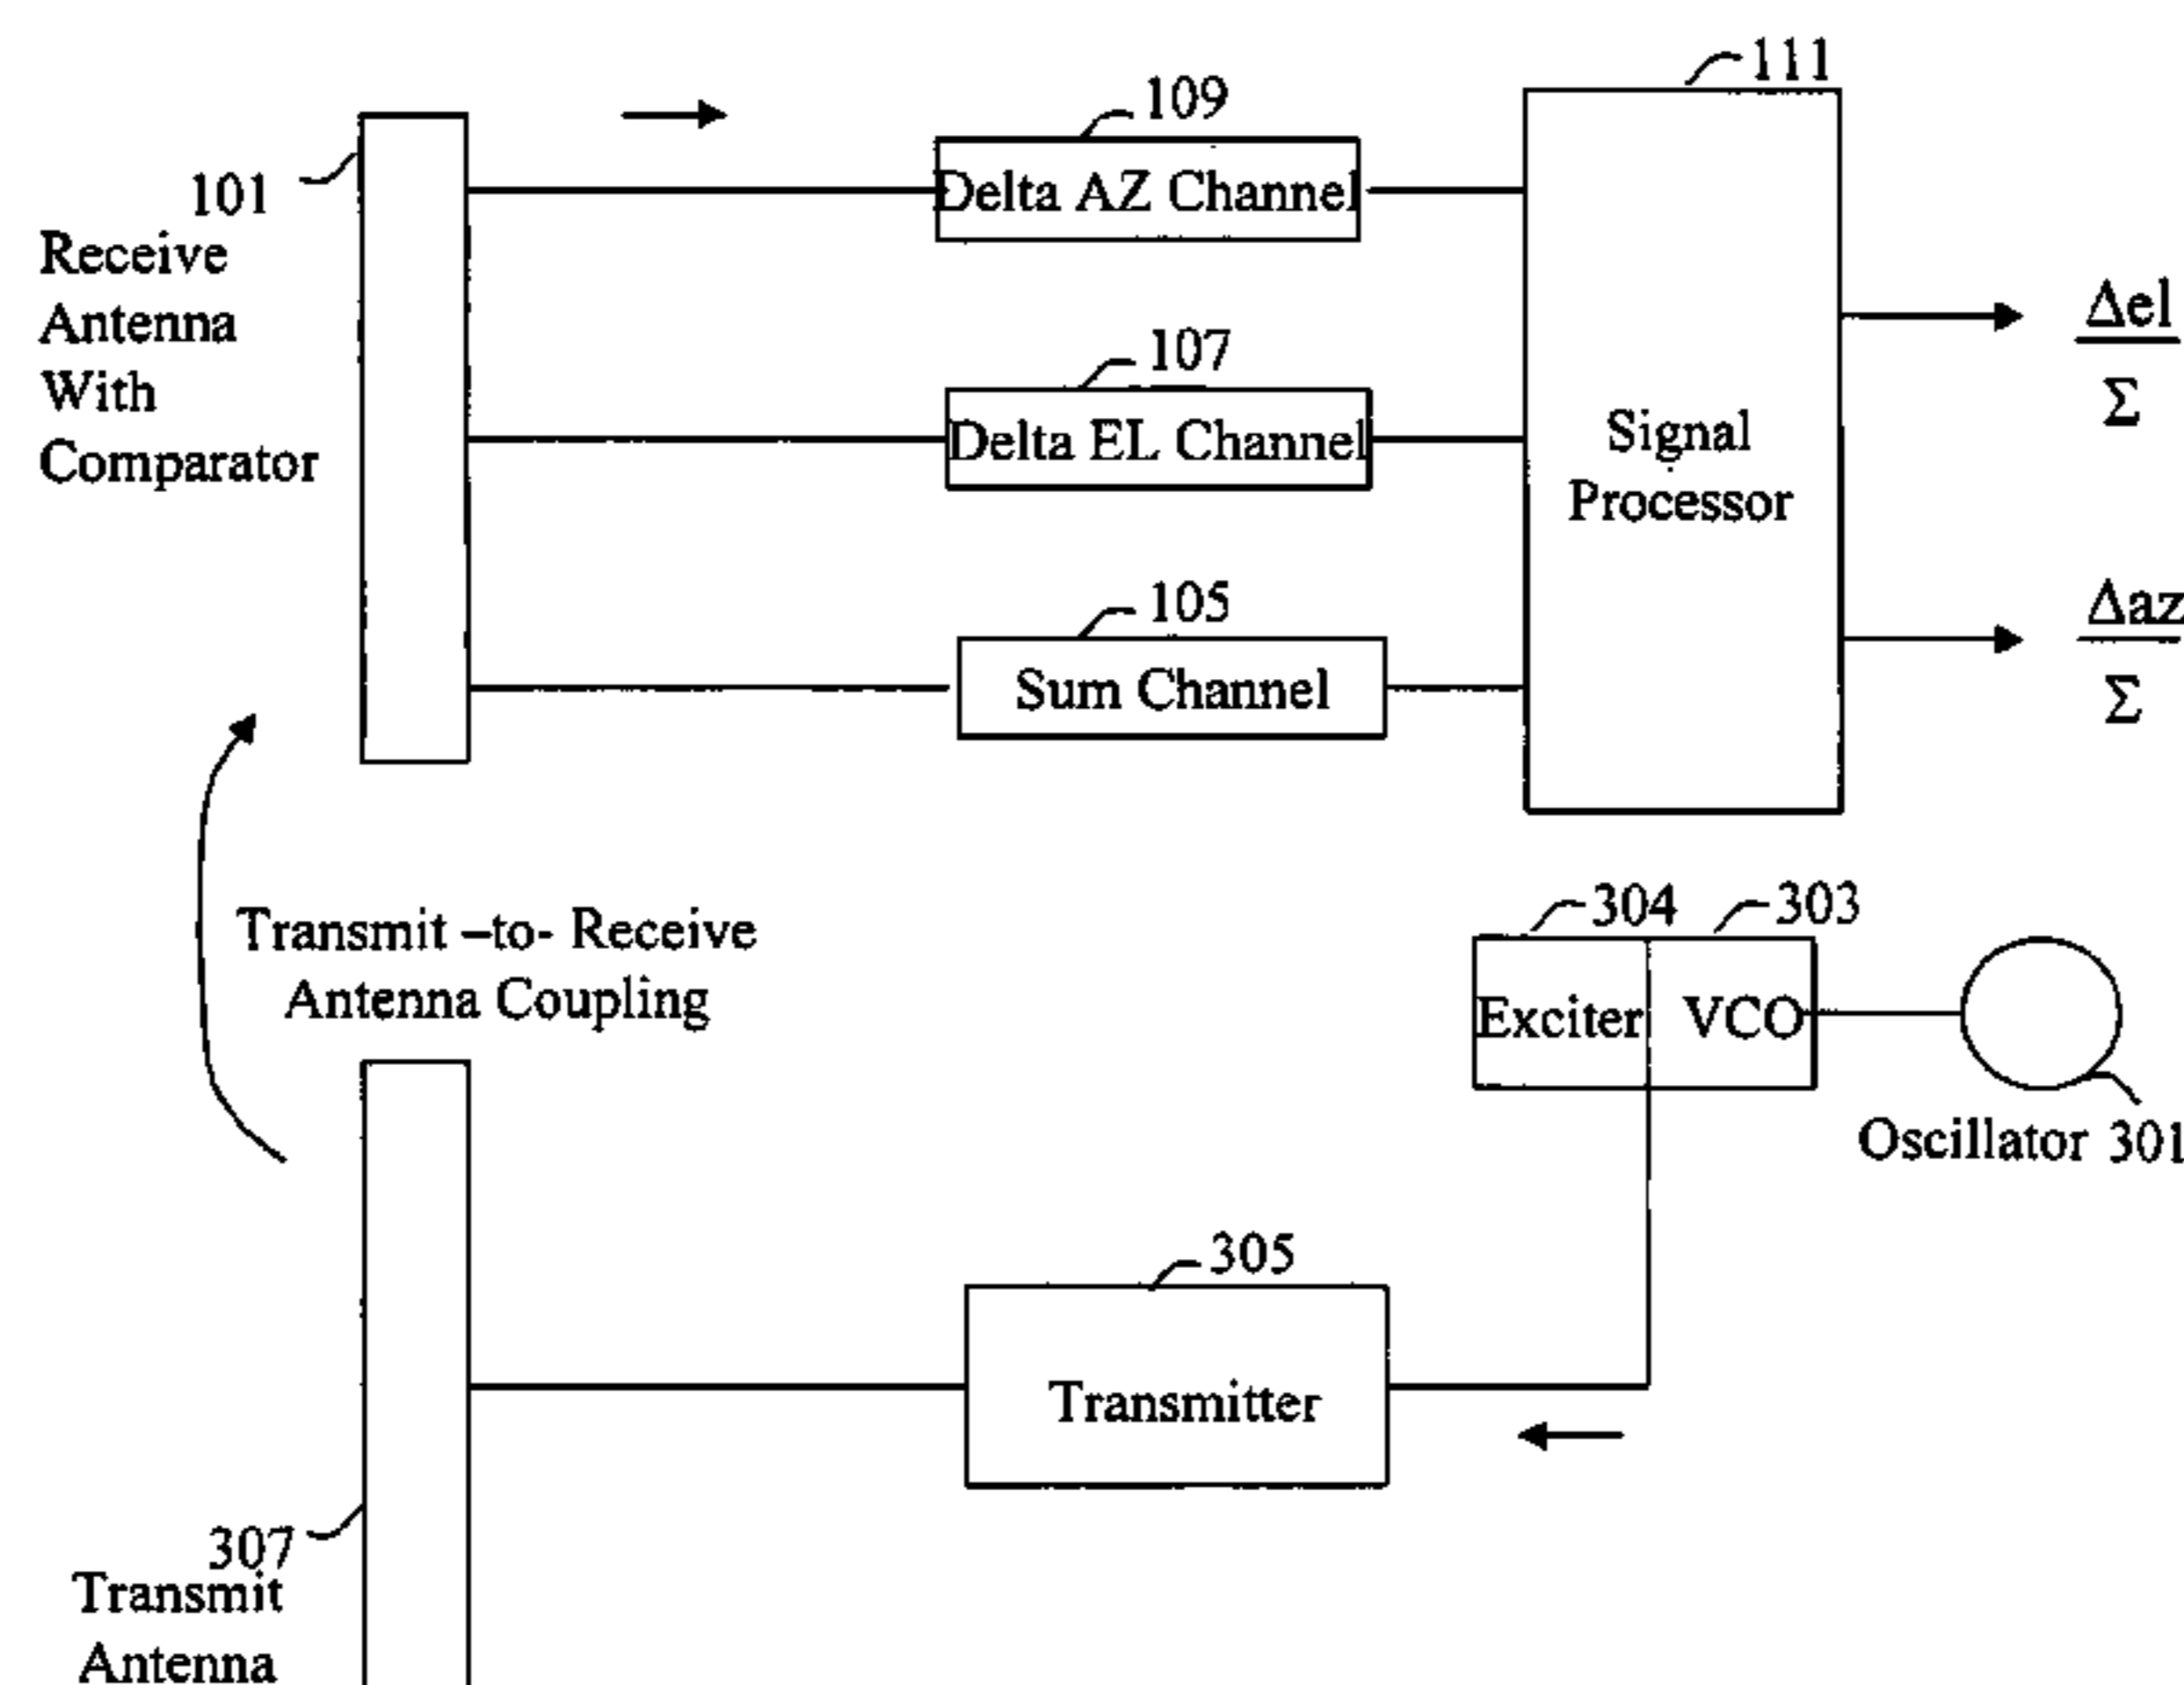 111
109
Delta AZ Channel
101
Receive
Antenna
With
Comparator
107
Delta EL Channel
Signal
Processor
Δel
Σ
105
Sum Channel
Δaz
Σ
Transmit –to- Receive
Antenna Coupling
304
303
Exciter
VCO
Oscillator 301
305
Transmitter
307
Transmit
Antenna